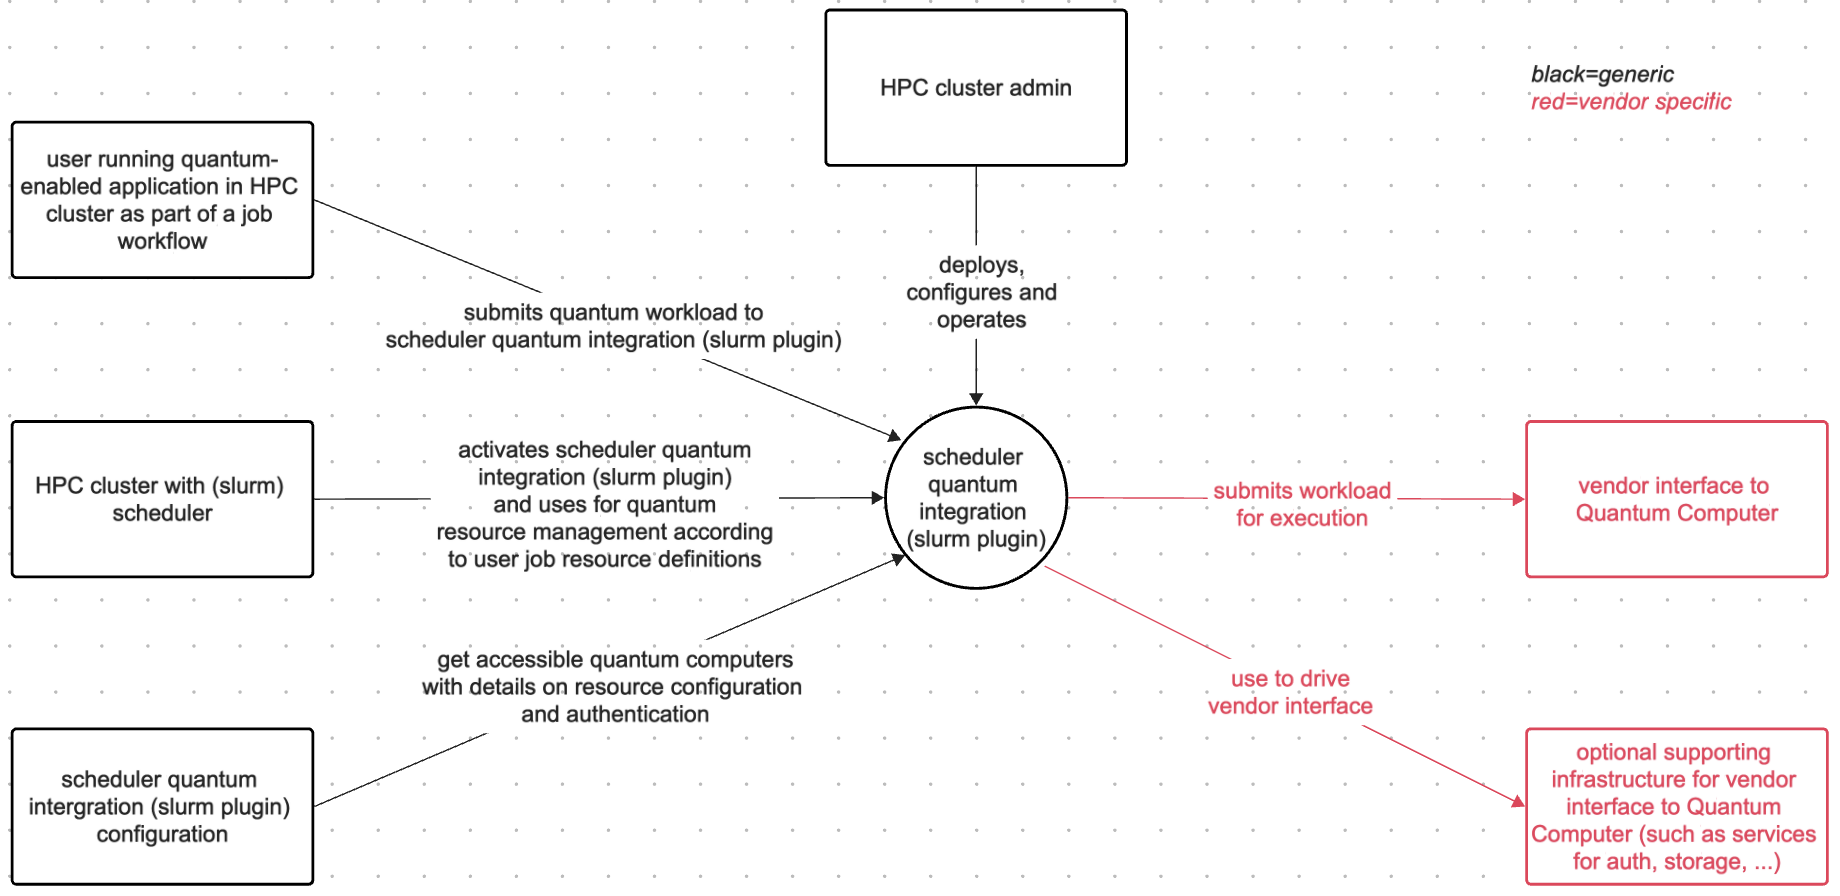 HPC cluster admin
black=generic
red=vendor specific
user running quantum-
enabled application in HPC
cluster as part of a job
workflow
deploys,
configures and
operates
submits quantum workload to
scheduler quantum integration (slurm plugin)
HPC cluster with (slurm)
scheduler
activates scheduler quantum
integration (slurm plugin)
and uses for quantum
resource management according
to user job resource definitions
scheduler
quantum
integration
(slurm plugin)
submits workload
for execution
vendor interface to
Quantum Computer
get accessible quantum computers
with details on resource configuration
and authentication
use to drive
vendor interface
scheduler quantum
intergration (slurm plugin)
configuration
optional supporting
infrastructure for vendor
interface to Quantum
Computer (such as services
for auth, storage, ...)